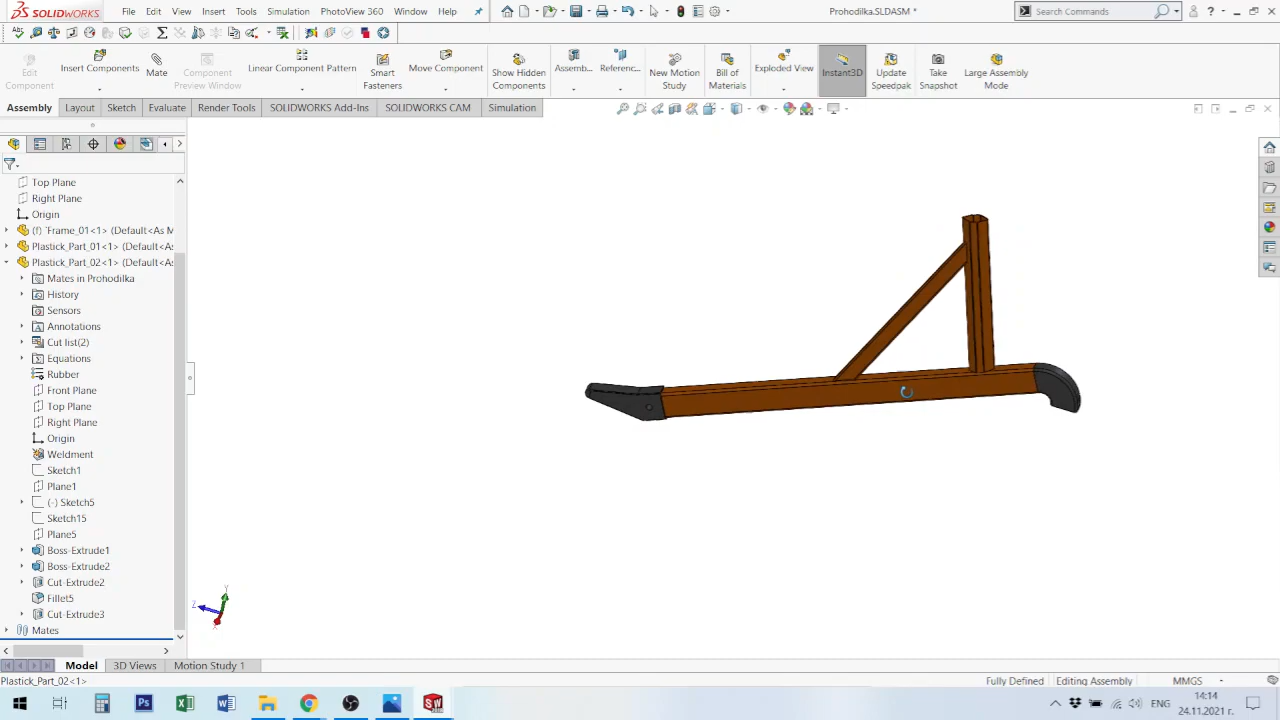 SOLIDWORKS
File Edit View Insert Tools Simulation PhotoView 360 Window Help
Prohodilka.SLDASM *
Search Commands
Edit Component
Insert Components
Mate
Component Preview Window
Linear Component Pattern
Smart Fasteners
Move Component
Show Hidden Components
Assemb...
Referenc...
New Motion Study
Bill of Materials
Exploded View
Instant3D
Update Speedpak
Take Snapshot
Large Assembly Mode
Assembly Layout Sketch Evaluate Render Tools SOLIDWORKS Add-Ins SOLIDWORKS CAM Simulation
Top Plane
Right Plane
Origin
(f) Frame_01<1> (Default<As M
Plastick_Part_01<1> (Default<As
Plastick_Part_02<1> (Default<As
Mates in Prohodilka
History
Sensors
Annotations
Cut list(2)
Equations
Rubber
Front Plane
Top Plane
Right Plane
Origin
Weldment
Sketch1
Plane1
(-) Sketch5
Sketch15
Plane5
Boss-Extrude1
Boss-Extrude2
Cut-Extrude2
Fillet5
Cut-Extrude3
Mates
Y
Z
X
Model 3D Views Motion Study 1
Plastick_Part_02<1>
Fully Defined Editing Assembly MMGS
ENG
14:14
24.11.2021 г.